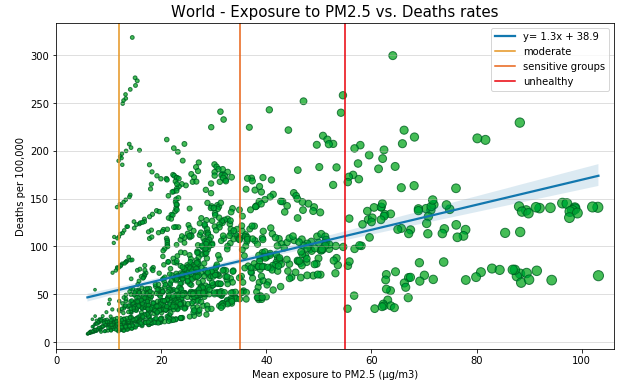 World - Exposure to PM2.5 vs. Deaths rates
y= 1.3x + 38.9
moderate
sensitive groups
unhealthy
300
250
200
150
100
50
0
Deaths per 100,000
0 20 40 60 80 100
Mean exposure to PM2.5 (μg/m3)